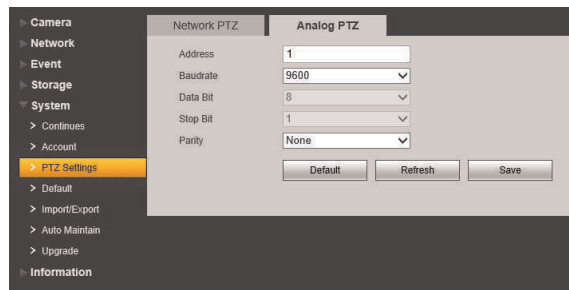 Camera
Network
Event
Storage
System
> Continues
> Account
> PTZ Settings
> Default
> Import/Export
> Auto Maintain
> Upgrade
Information
Network PTZ Analog PTZ
Address 1
Baudrate 9600
Data Bit 8
Stop Bit 1
Parity None
Default Refresh Save